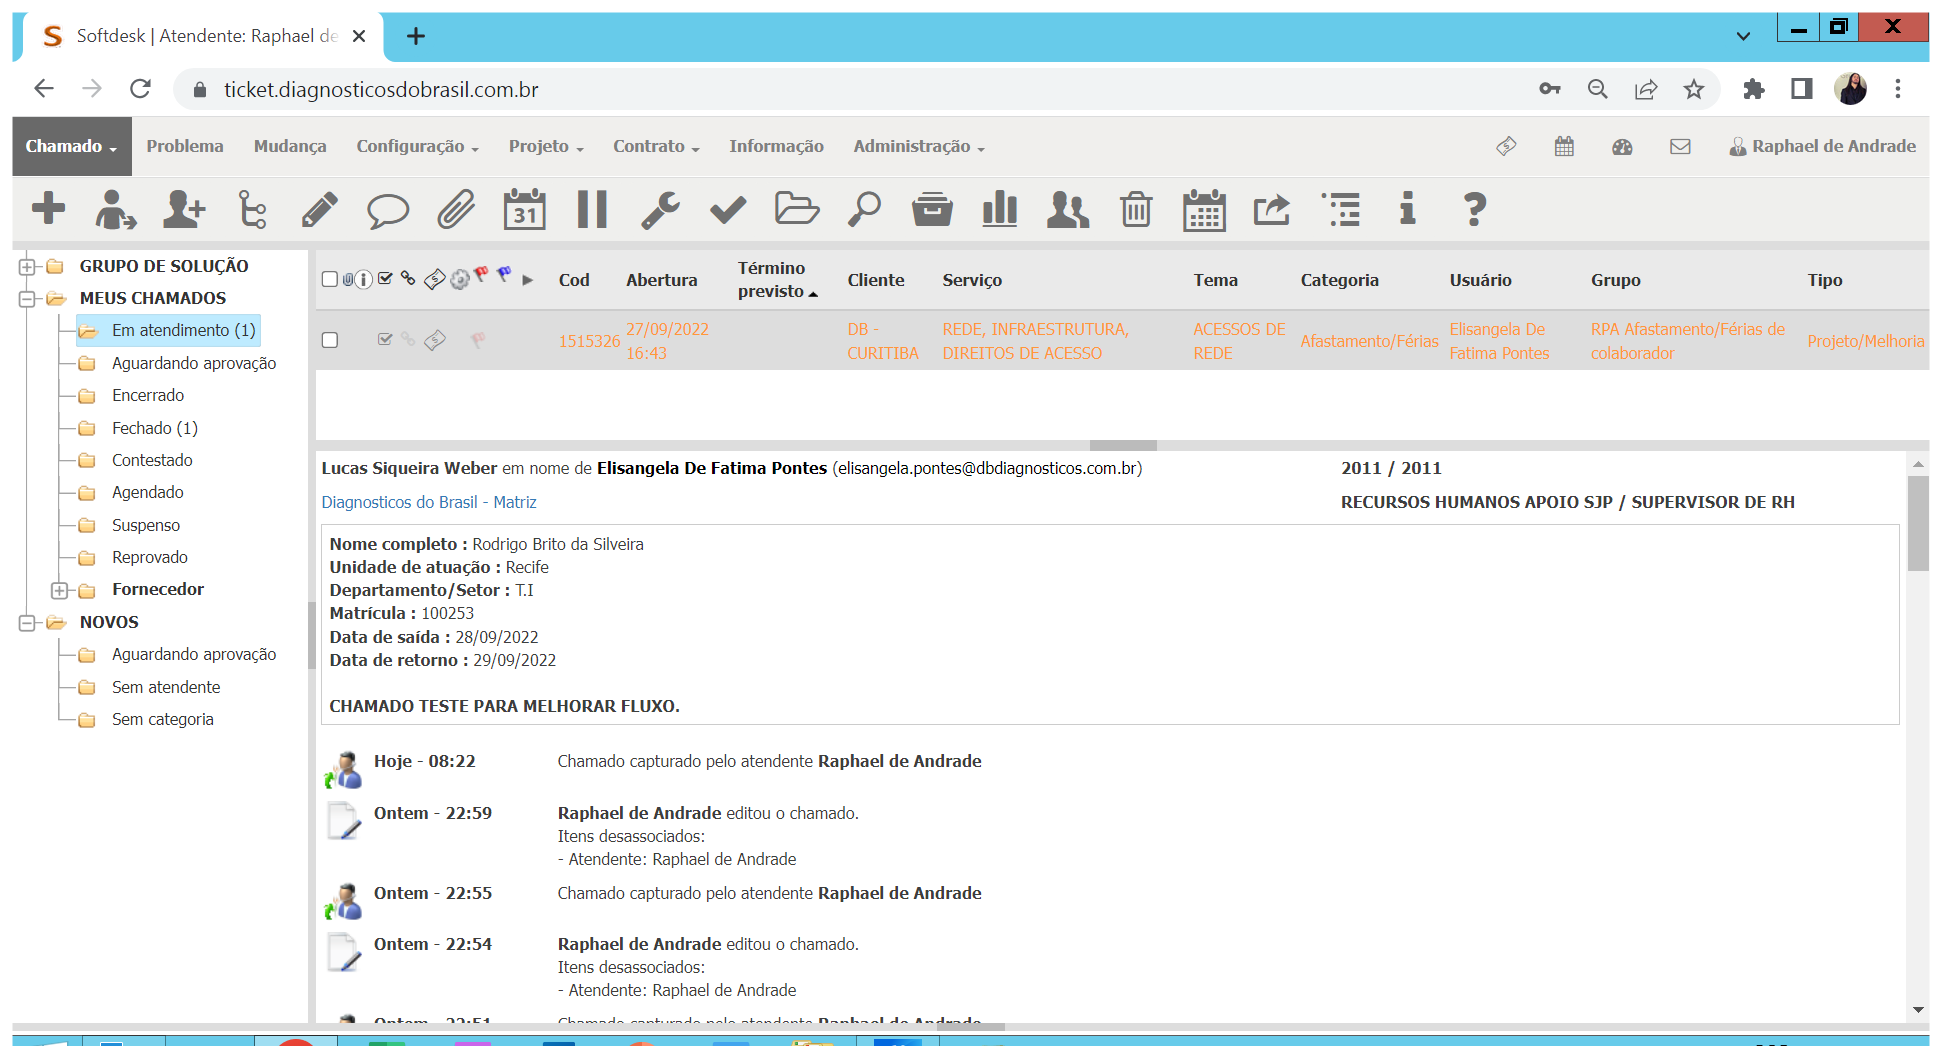 Softdesk | Atendente: Raphael de
ticket.diagnosticosdobrasil.com.br
Chamado Problema Mudança Configuração Projeto Contrato Informação Administração Raphael de Andrade
31
GRUPO DE SOLUÇÃO
MEUS CHAMADOS
Em atendimento (1)
Aguardando aprovação
Encerrado
Fechado (1)
Contestado
Agendado
Suspenso
Reprovado
Fornecedor
NOVOS
Aguardando aprovação
Sem atendente
Sem categoria
Cod Abertura Término previsto Cliente Serviço Tema Categoria Usuário Grupo Tipo
1515326 27/09/2022 16:43 DB - CURITIBA REDE, INFRAESTRUTURA, DIREITOS DE ACESSO ACESSOS DE REDE Afastamento/Férias Elisangela De Fatima Pontes RPA Afastamento/Férias de colaborador Projeto/Melhoria
Lucas Siqueira Weber em nome de Elisangela De Fatima Pontes (elisangela.pontes@dbdiagnosticos.com.br) 2011 / 2011
Diagnosticos do Brasil - Matriz RECURSOS HUMANOS APOIO SJP / SUPERVISOR DE RH
Nome completo : Rodrigo Brito da Silveira
Unidade de atuação : Recife
Departamento/Setor : T.I
Matrícula : 100253
Data de saída : 28/09/2022
Data de retorno : 29/09/2022
CHAMADO TESTE PARA MELHORAR FLUXO.
Hoje - 08:22 Chamado capturado pelo atendente Raphael de Andrade
Ontem - 22:59 Raphael de Andrade editou o chamado.
Itens desassociados:
- Atendente: Raphael de Andrade
Ontem - 22:55 Chamado capturado pelo atendente Raphael de Andrade
Ontem - 22:54 Raphael de Andrade editou o chamado.
Itens desassociados:
- Atendente: Raphael de Andrade
Ontem - 22:51 Chamado capturado pelo atendente Raphael de Andrade